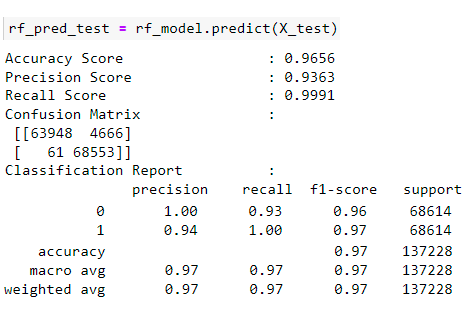 rf_pred_test = rf_model.predict(X_test)
Accuracy Score : 0.9656
Precision Score : 0.9363
Recall Score : 0.9991
Confusion Matrix :
[[63948 4666]
[ 61 68553]]
Classification Report :
precision recall f1-score support
0 1.00 0.93 0.96 68614
1 0.94 1.00 0.97 68614
accuracy 0.97 137228
macro avg 0.97 0.97 0.97 137228
weighted avg 0.97 0.97 0.97 137228